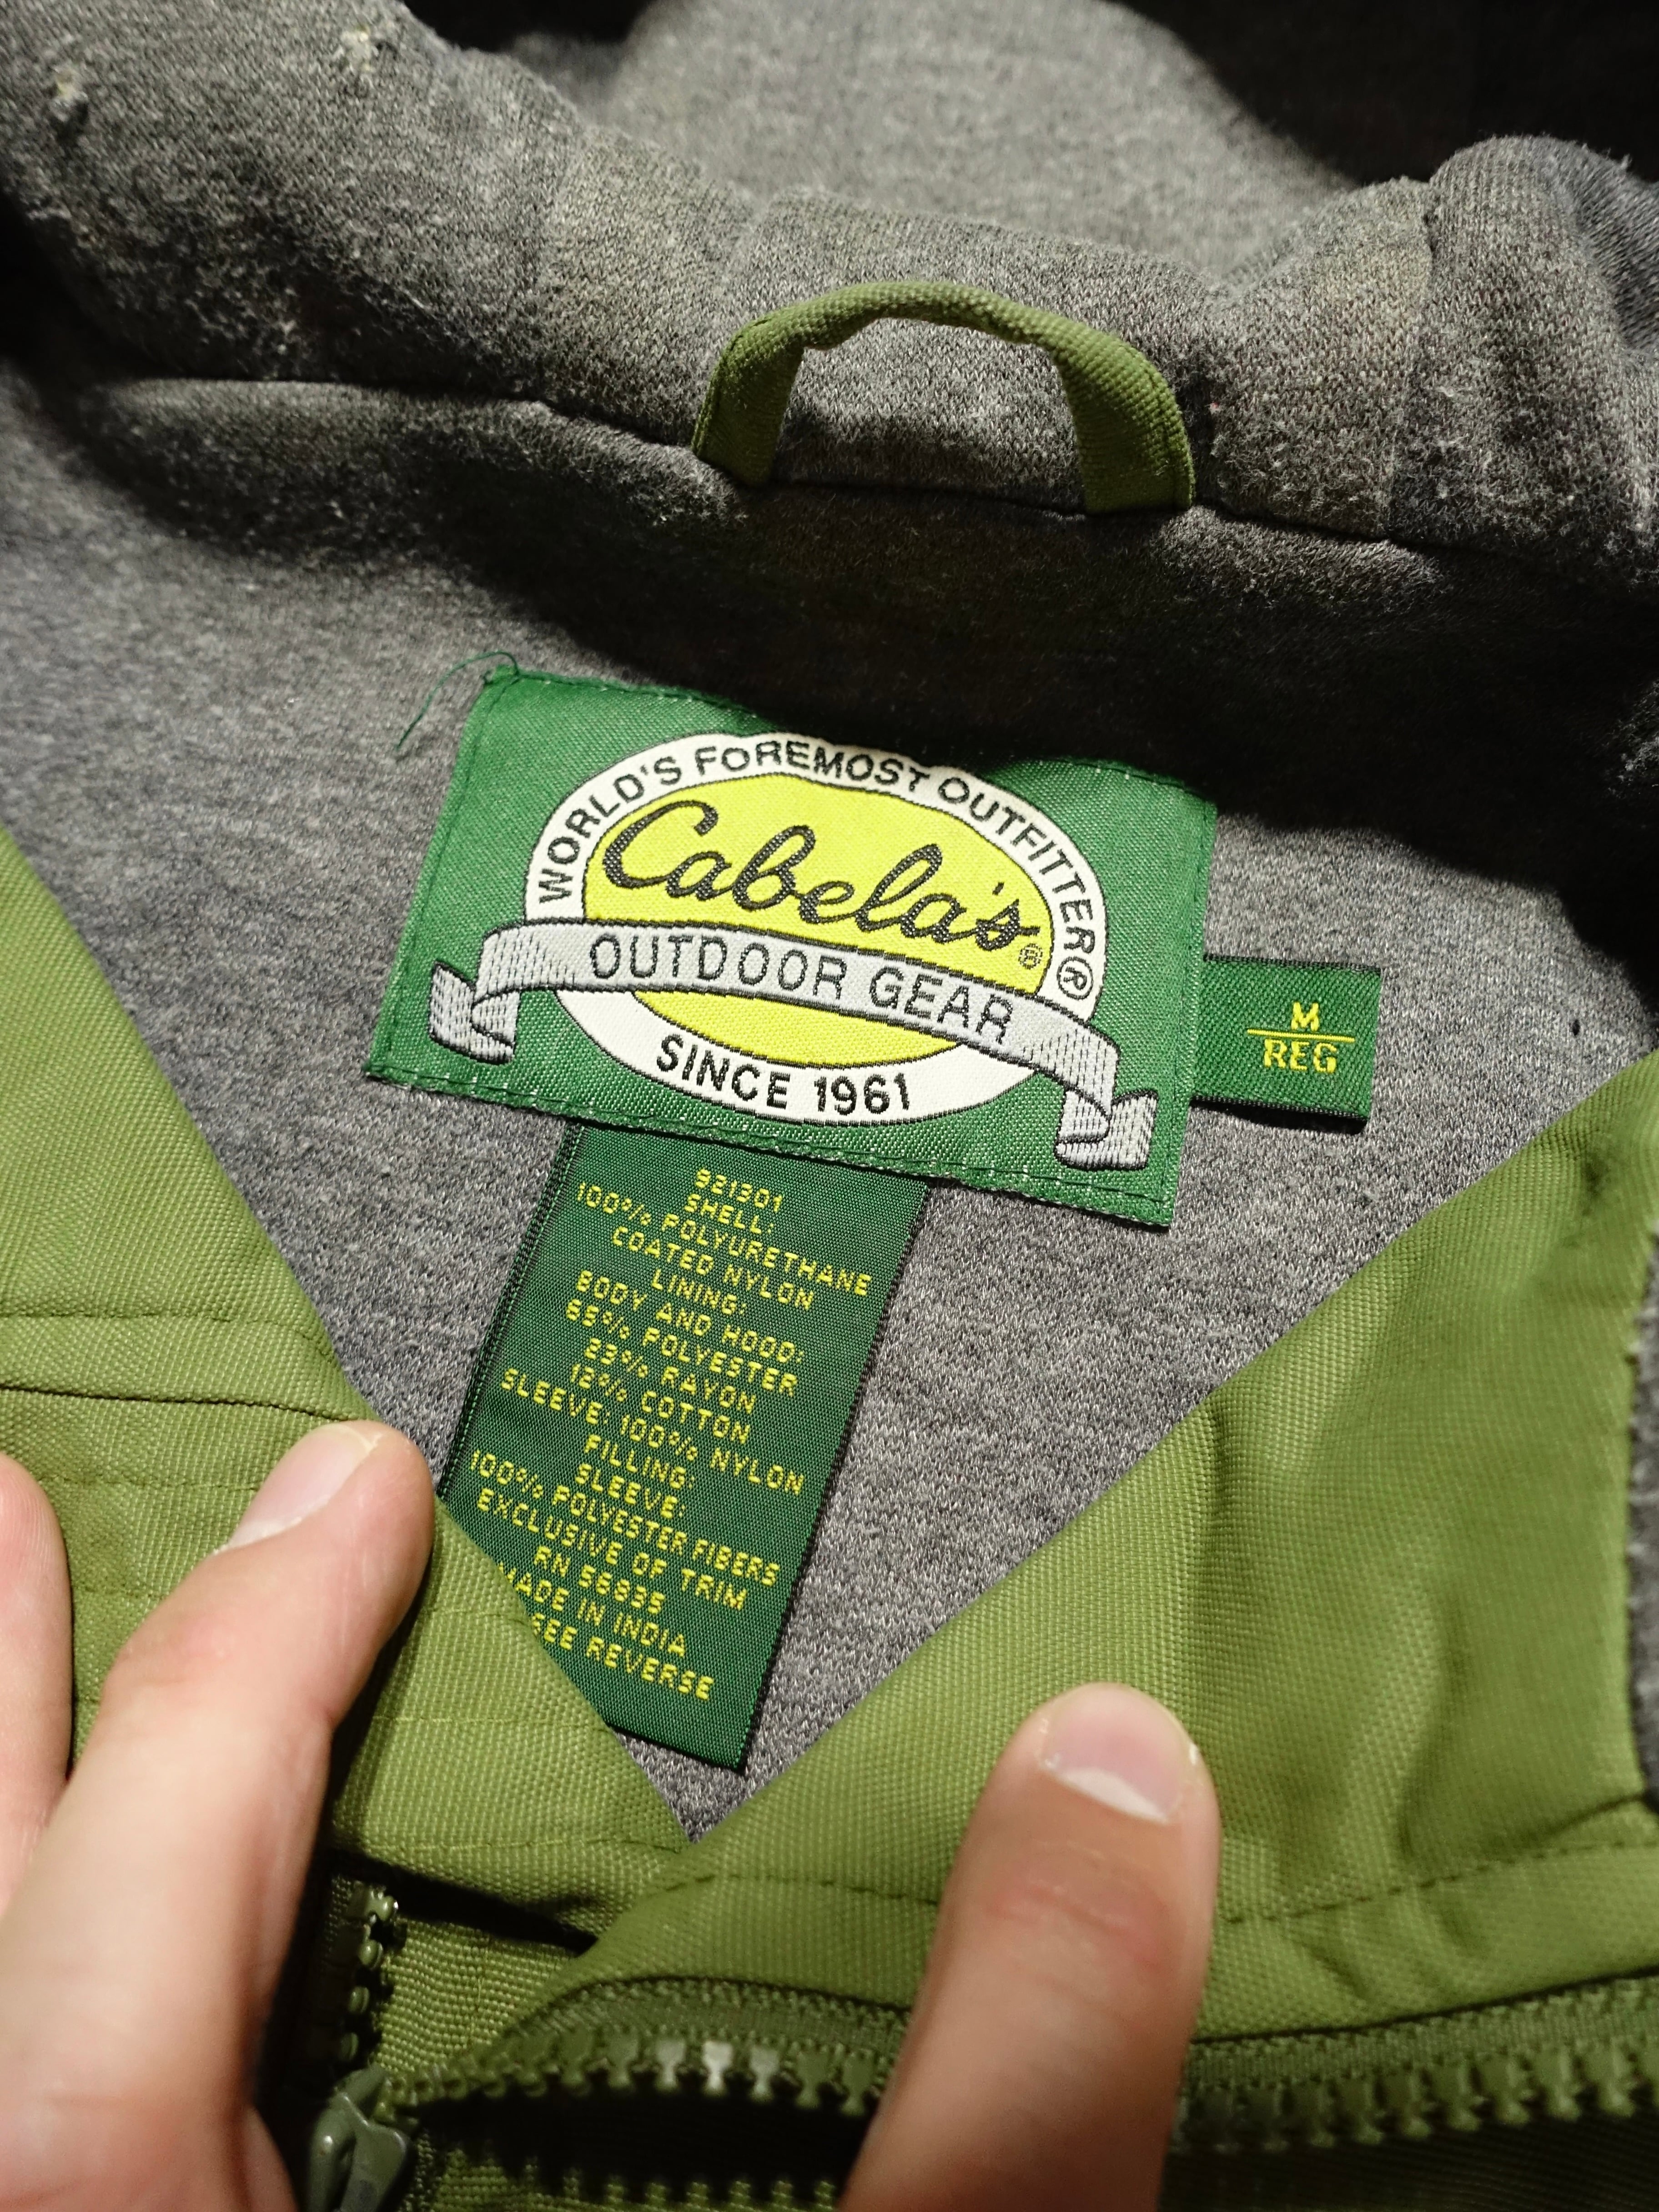 WORLD'S FOREMOST OUTFITTER®
Cabela's®
OUTDOOR GEAR
SINCE 1961
M
REG
921301
SHELL:
100% POLYURETHANE
COATED NYLON
LINING:
BODY AND HOOD:
65% POLYESTER
23% RAYON
12% COTTON
SLEEVE: 100% NYLON
FILLING:
SLEEVE:
100% POLYESTER FIBERS
EXCLUSIVE OF TRIM
RN 56835
MADE IN INDIA
SEE REVERSE